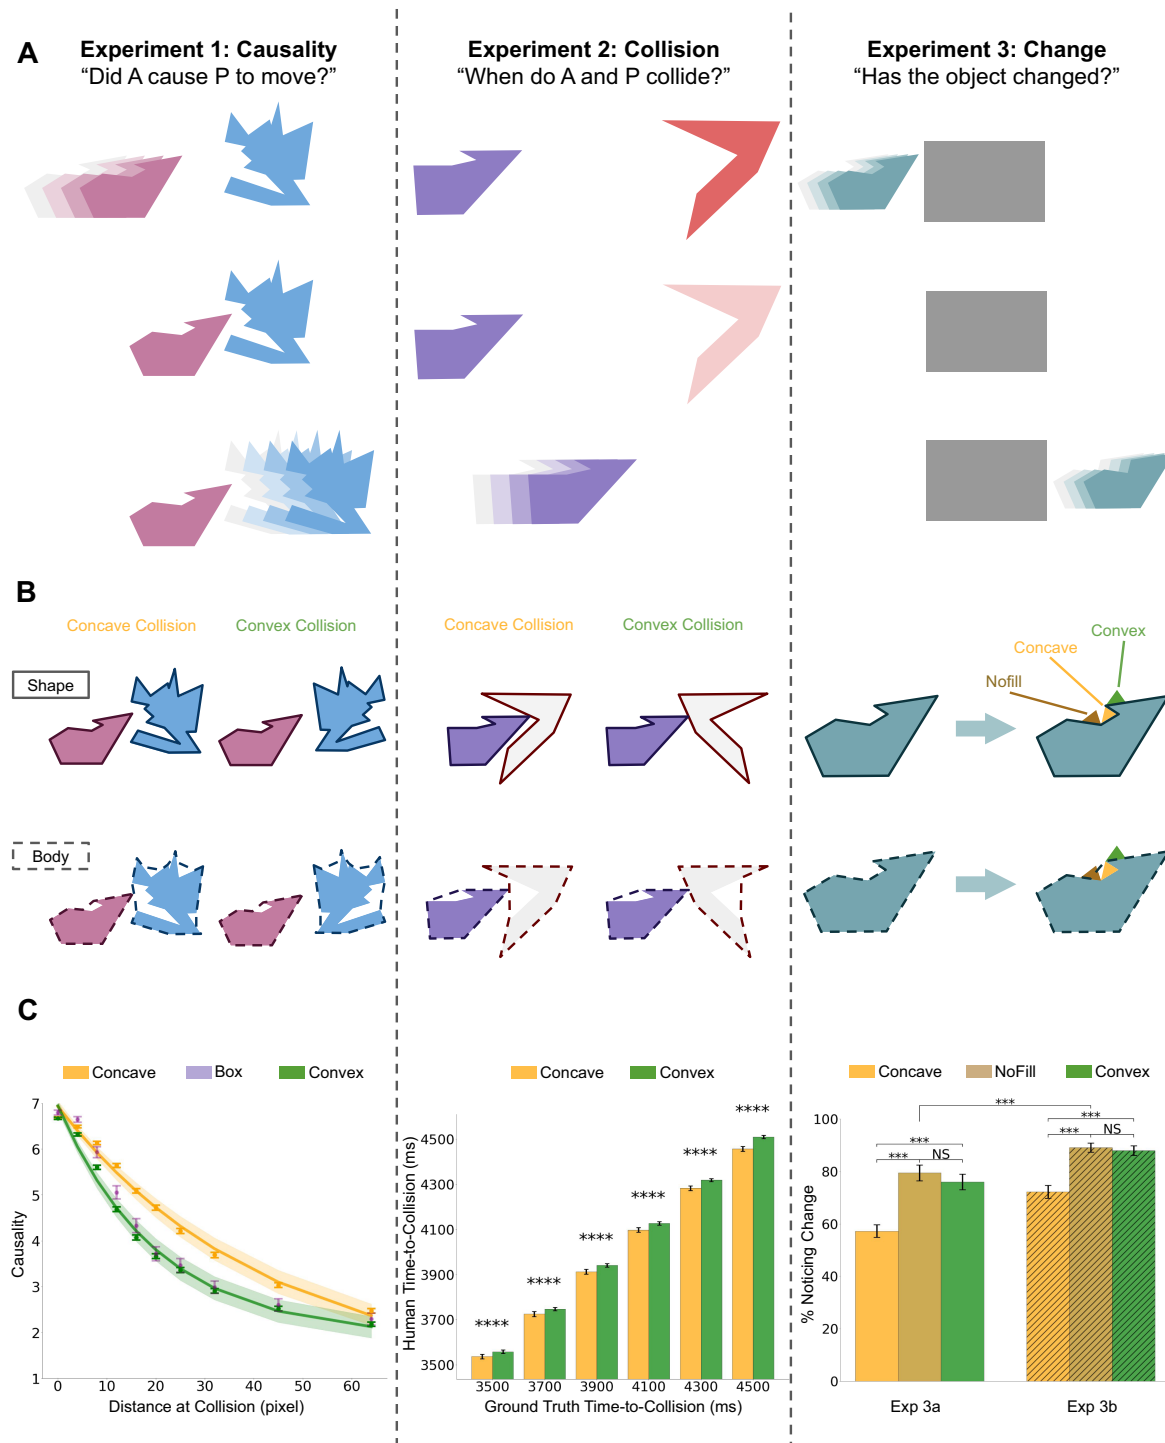 A
Experiment 1: Causality
“Did A cause P to move?”
Experiment 2: Collision
“When do A and P collide?”
Experiment 3: Change
“Has the object changed?”
B
Concave Collision
Convex Collision
Concave Collision
Convex Collision
Convex
Concave
Nofill
Shape
Body
C
Concave
Box
Convex
Causality
7
6
5
4
3
2
1
0
10
20
30
40
50
60
Distance at Collision (pixel)
Concave
Convex
Human Time-to-Collision (ms)
4500
4300
4100
3900
3700
3500
****
****
****
****
****
****
3500
3700
3900
4100
4300
4500
Ground Truth Time-to-Collision (ms)
Concave
NoFill
Convex
% Noticing Change
100
80
60
40
20
0
***
***
***
NS
***
***
NS
Exp 3a
Exp 3b